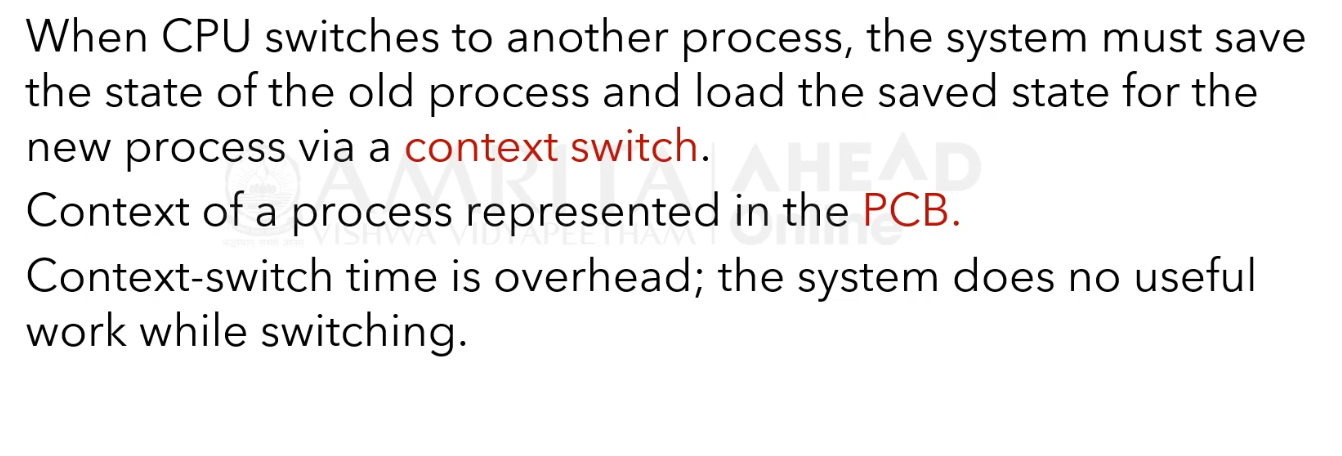 When CPU switches to another process, the system must save
the state of the old process and load the saved state for the
new process via a context switch.
Context of a process represented in the PCB.
Context-switch time is overhead; the system does no useful
work while switching.
AMRITA AHEAD
VISHWA VIDYAPEETHAM Online